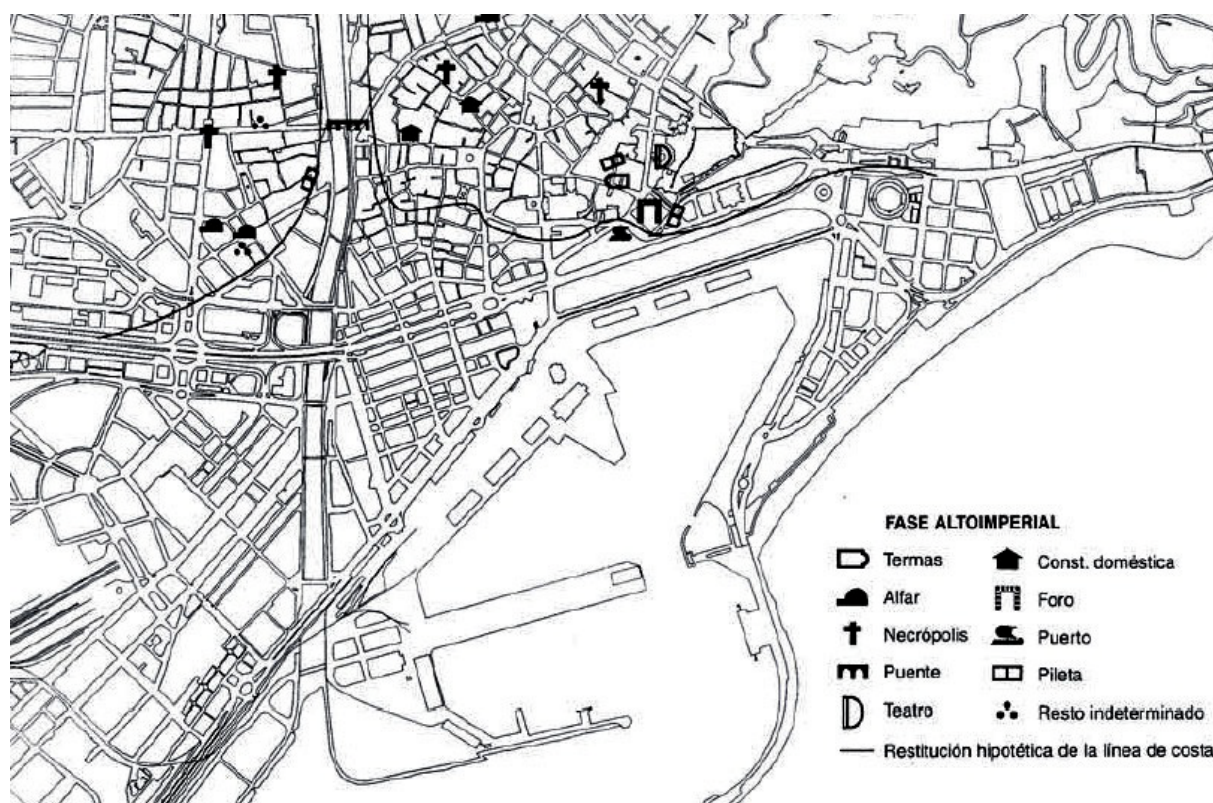 FASE ALTOIMPERIAL
Termas
Const. doméstica
Alfar
Foro
Necrópolis
Puerto
Puente
Pileta
Teatro
Resto indeterminado
Restitución hipotética de la línea de costa